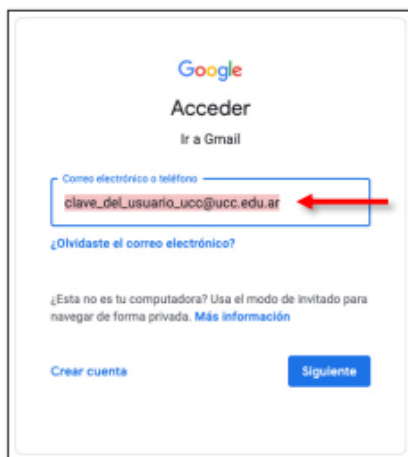 Google
Acceder
Ir a Gmail
Correo electrónico o teléfono
clave_del_usuario_ucc@ucc.edu.ar
¿Olvidaste el correo electrónico?
¿Esta no es tu computadora? Usa el modo de invitado para
navegar de forma privada. Más información
Crear cuenta
Siguiente